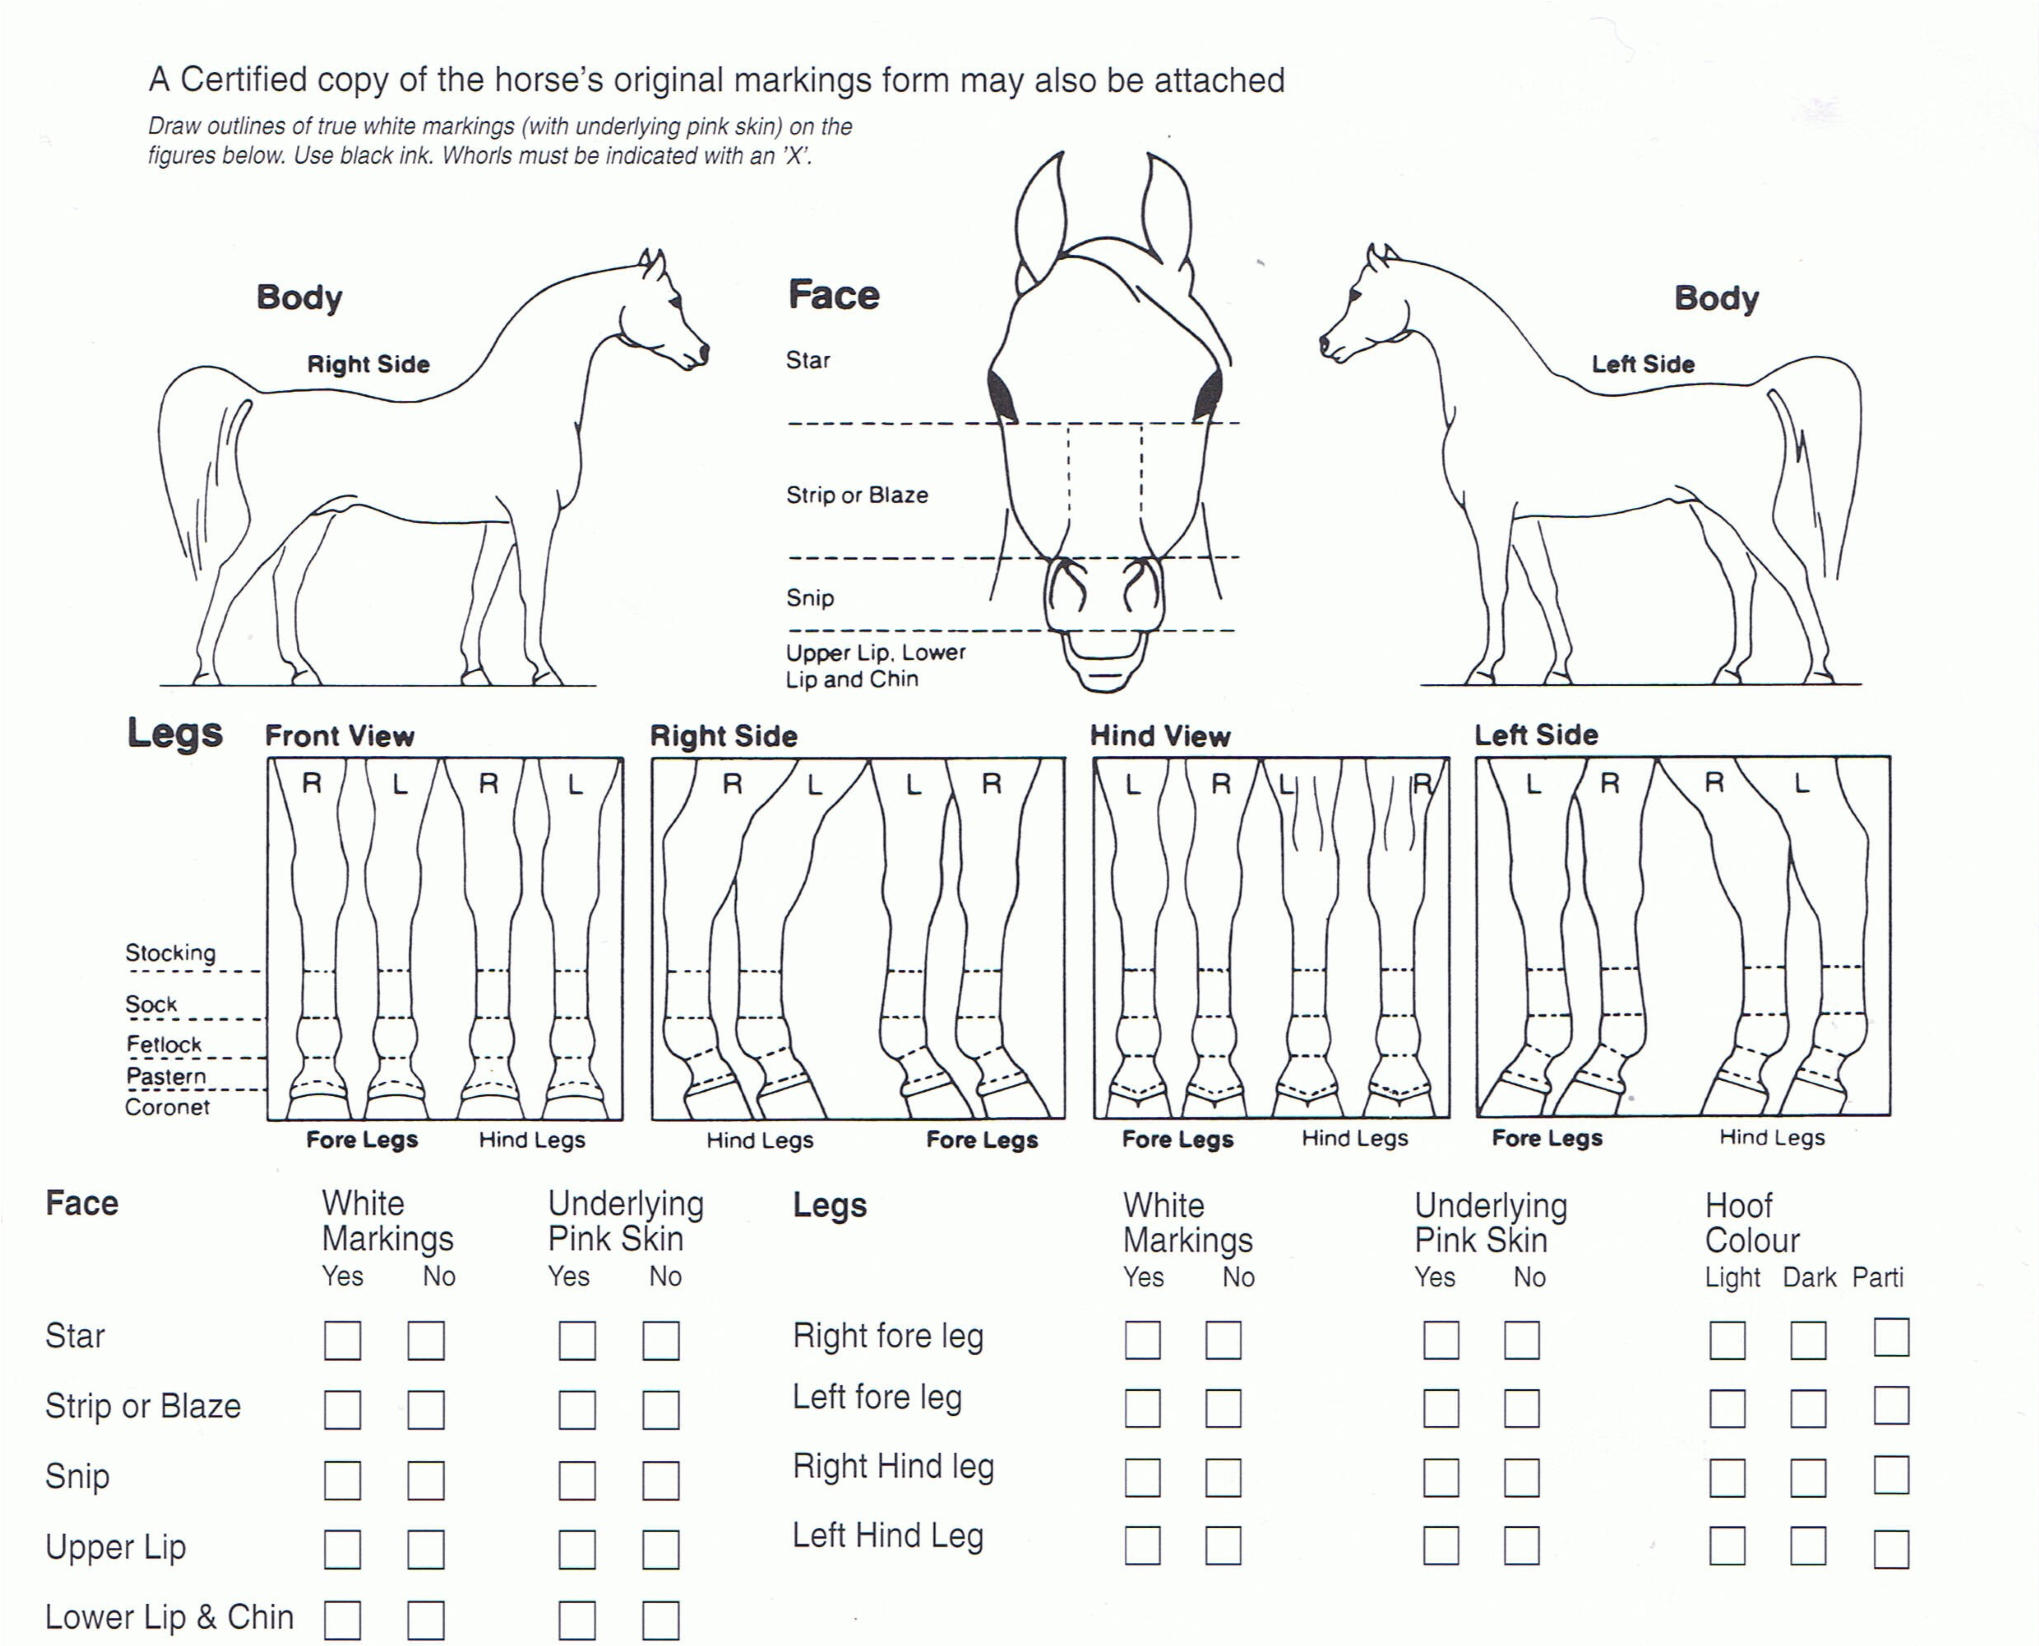 A Certified copy of the horse's original markings form may also be attached
Draw outlines of true white markings (with underlying pink skin) on the
figures below. Use black ink. Whorls must be indicated with an 'X'.
Body
Right Side
Face
Star
Strip or Blaze
Snip
Upper Lip, Lower
Lip and Chin
Body
Left Side
Legs
Front View
Right Side
Hind View
Left Side
R L R L
R L L R
L R L R
L R R L
Stocking
Sock
Fetlock
Pastern
Coronet
Fore Legs Hind Legs
Hind Legs Fore Legs
Fore Legs Hind Legs
Fore Legs Hind Legs
Face
White
Markings
Yes No
Underlying
Pink Skin
Yes No
Star
Strip or Blaze
Snip
Upper Lip
Lower Lip & Chin
Legs
White
Markings
Yes No
Underlying
Pink Skin
Yes No
Hoof
Colour
Light Dark Parti
Right fore leg
Left fore leg
Right Hind leg
Left Hind Leg